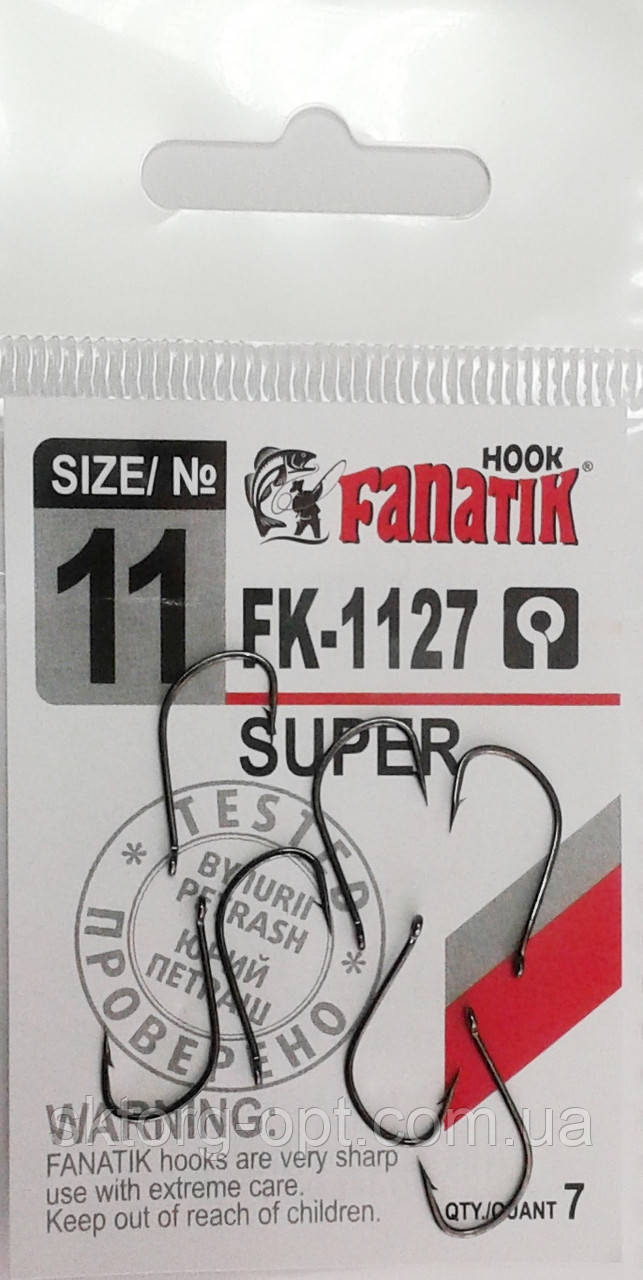 SIZE/ №
11
HOOK
FANATIK®
FK-1127
SUPER
TESTED
BY IURII
PETRASH
ЮРИЙ
ПЕТРАШ
ПРОВЕРЕНО
WARNING:
sktorg-opt.com.ua
FANATIK hooks are very sharp
use with extreme care.
Keep out of reach of children.
QTY./QUANT 7